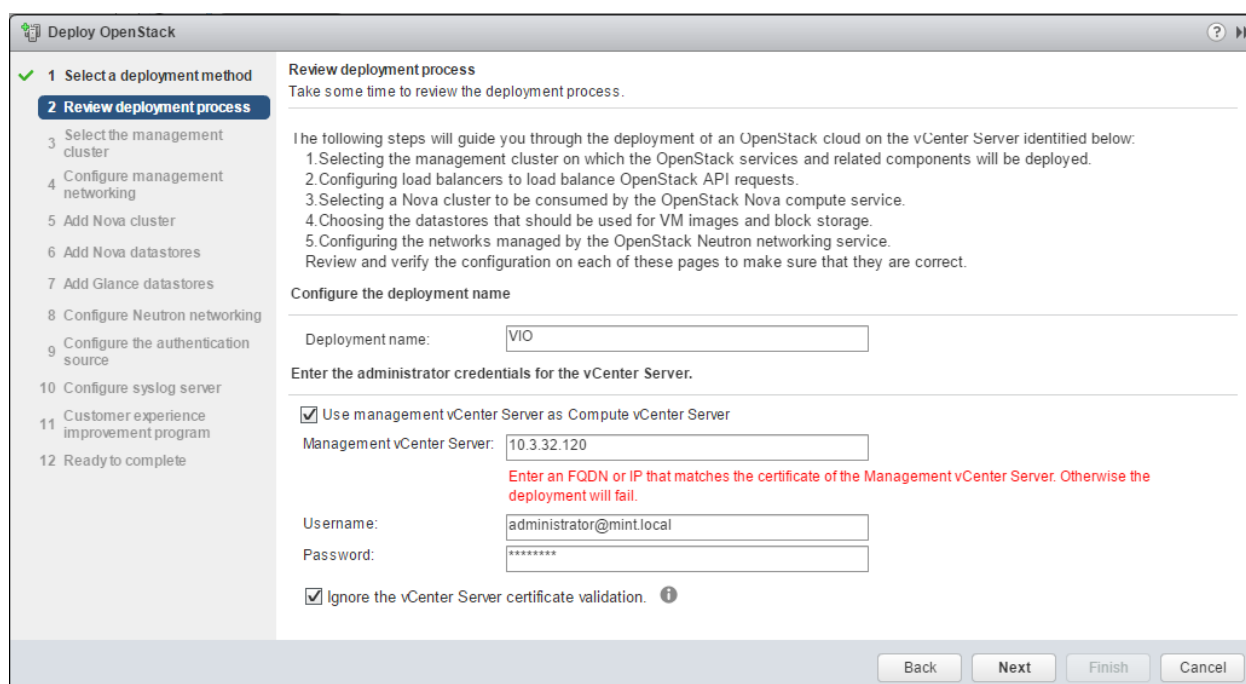 Deploy OpenStack
?
1 Select a deployment method
2 Review deployment process
3 Select the management
cluster
4 Configure management
networking
5 Add Nova cluster
6 Add Nova datastores
7 Add Glance datastores
8 Configure Neutron networking
9 Configure the authentication
source
10 Configure syslog server
11 Customer experience
improvement program
12 Ready to complete
Review deployment process
Take some time to review the deployment process.
The following steps will guide you through the deployment of an OpenStack cloud on the vCenter Server identified below:
1.Selecting the management cluster on which the OpenStack services and related components will be deployed.
2.Configuring load balancers to load balance OpenStack API requests.
3.Selecting a Nova cluster to be consumed by the OpenStack Nova compute service.
4.Choosing the datastores that should be used for VM images and block storage.
5.Configuring the networks managed by the OpenStack Neutron networking service.
Review and verify the configuration on each of these pages to make sure that they are correct.
Configure the deployment name
Deployment name: VIO
Enter the administrator credentials for the vCenter Server.
Use management vCenter Server as Compute vCenter Server
Management vCenter Server: 10.3.32.120
Enter an FQDN or IP that matches the certificate of the Management vCenter Server. Otherwise the
deployment will fail.
Username: administrator@mint.local
Password: ********
Ignore the vCenter Server certificate validation.
Back Next Finish Cancel